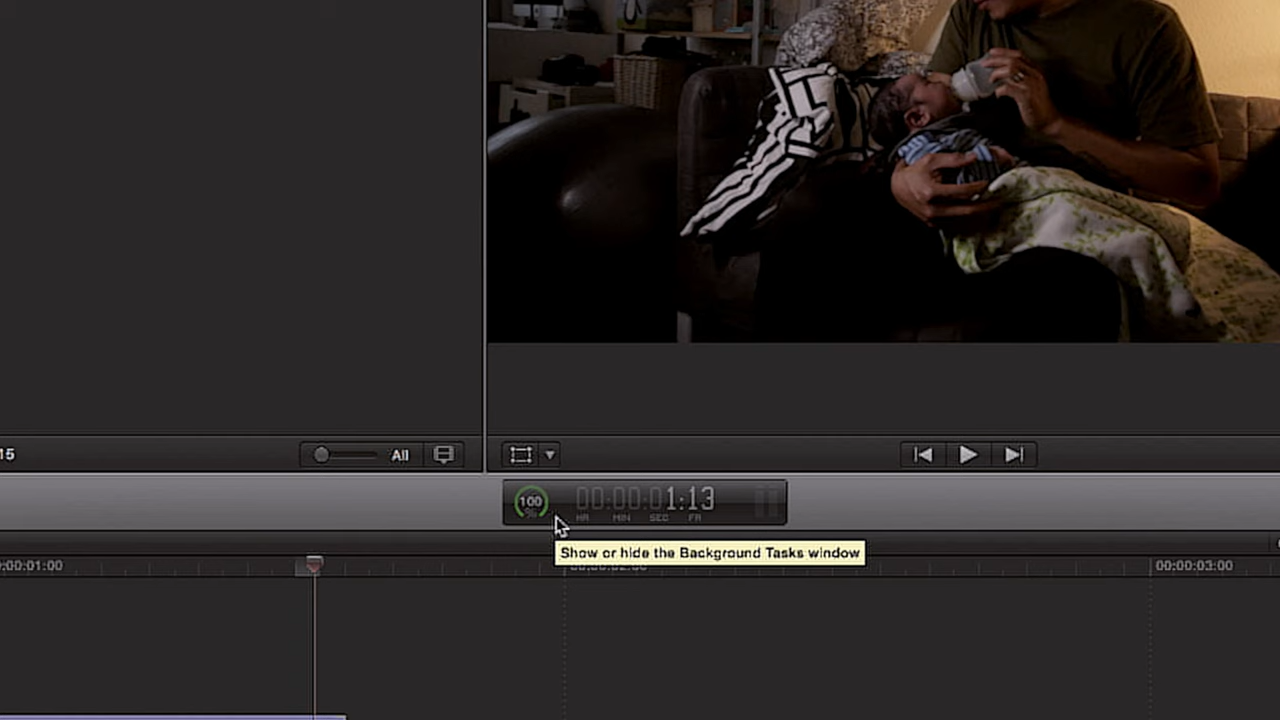 15
All
100
%
00:00:01:13
HR MIN SEC FR
Show or hide the Background Tasks window
:00:01:00
00:00:03:00